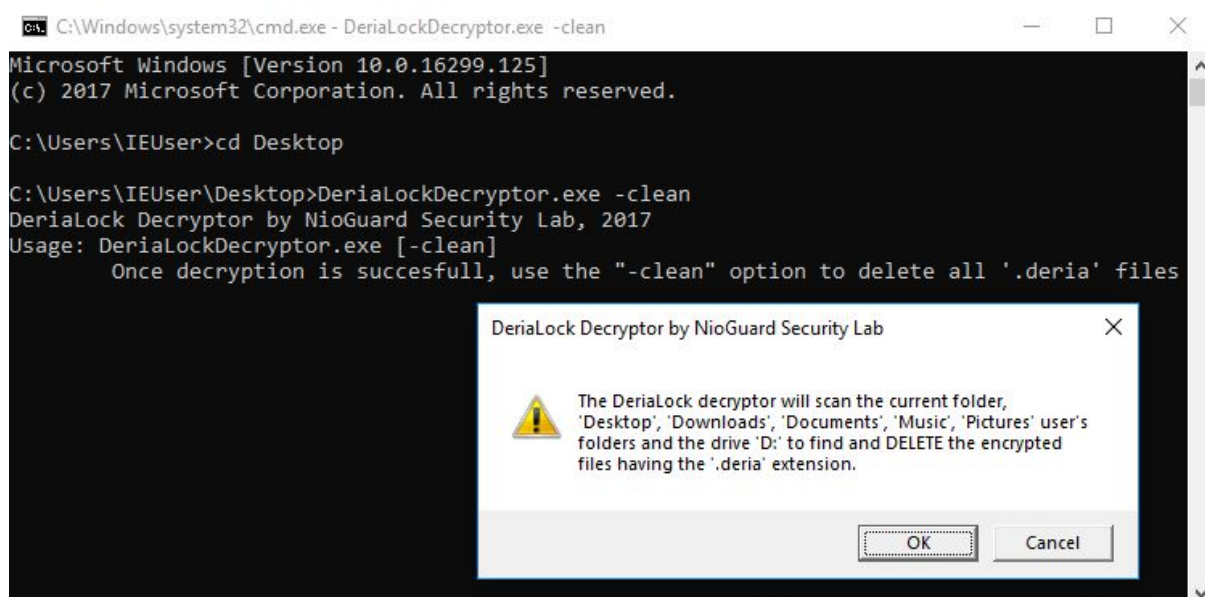 C:\Windows\system32\cmd.exe - DeriaLockDecryptor.exe -clean
Microsoft Windows [Version 10.0.16299.125]
(c) 2017 Microsoft Corporation. All rights reserved.
C:\Users\IEUser>cd Desktop
C:\Users\IEUser\Desktop>DeriaLockDecryptor.exe -clean
DeriaLock Decryptor by NioGuard Security Lab, 2017
Usage: DeriaLockDecryptor.exe [-clean]
Once decryption is succesfull, use the "-clean" option to delete all '.deria' files
DeriaLock Decryptor by NioGuard Security Lab
The DeriaLock decryptor will scan the current folder,
'Desktop', 'Downloads', 'Documents', 'Music', 'Pictures' user's
folders and the drive 'D:' to find and DELETE the encrypted
files having the '.deria' extension.
OK
Cancel